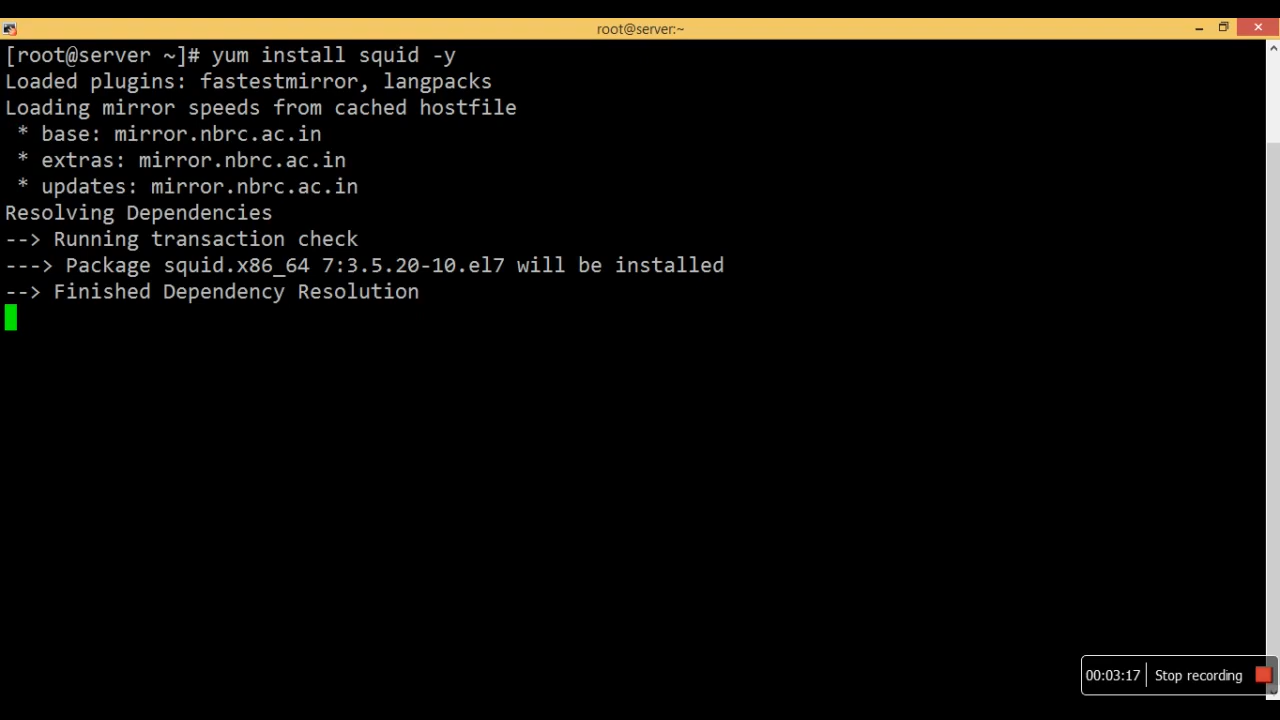 root@server:~
[root@server ~]# yum install squid -y
Loaded plugins: fastestmirror, langpacks
Loading mirror speeds from cached hostfile
 * base: mirror.nbrc.ac.in
 * extras: mirror.nbrc.ac.in
 * updates: mirror.nbrc.ac.in
Resolving Dependencies
--> Running transaction check
---> Package squid.x86_64 7:3.5.20-10.el7 will be installed
--> Finished Dependency Resolution
00:03:17 Stop recording